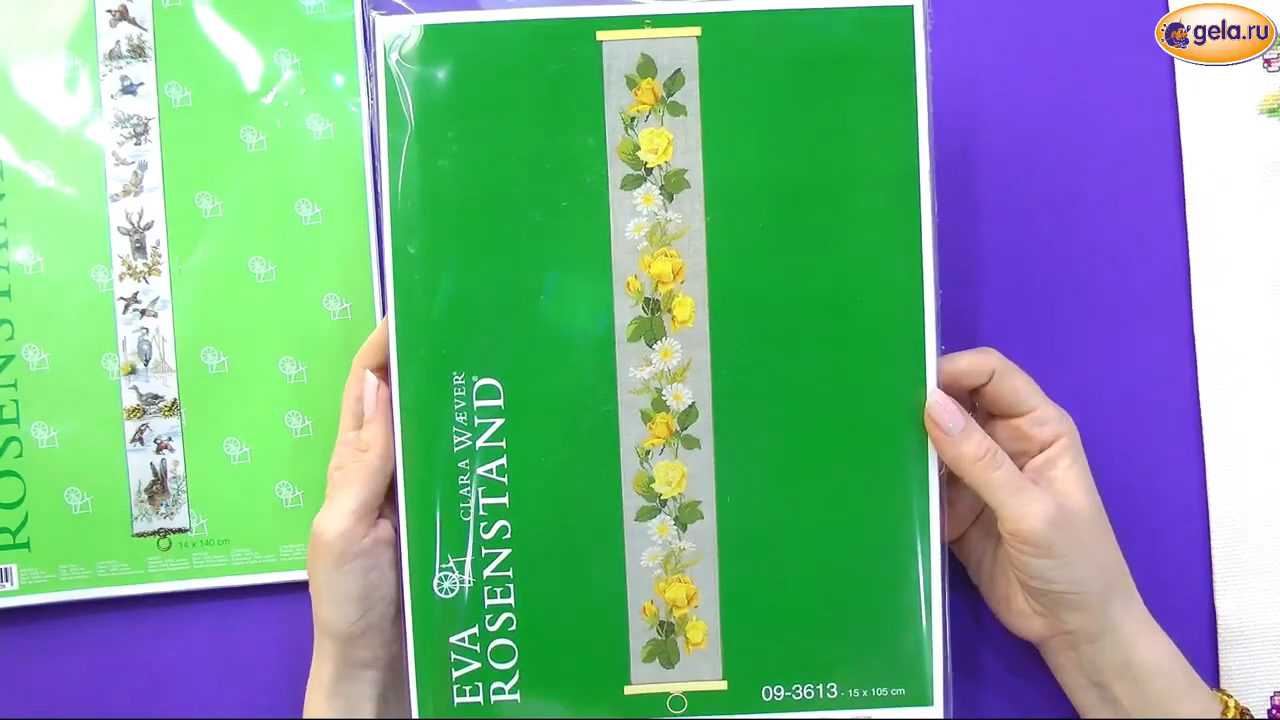 gela.ru
ROSENSTAND
14 x 140 cm
CLARA WÆVER®
EVA
ROSENSTAND®
09-3613 - 15 x 105 cm